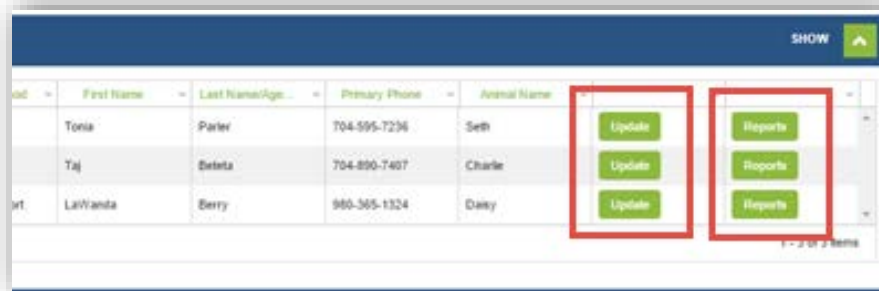 SHOW
od First Name Last Name/Age... Primary Phone Animal Name
Tonia Parler 704-595-7236 Seth Update Reports
Taj Beteta 704-890-7407 Charlie Update Reports
ort LaWanda Berry 980-365-1324 Daisy Update Reports
1 - 3 of 3 items